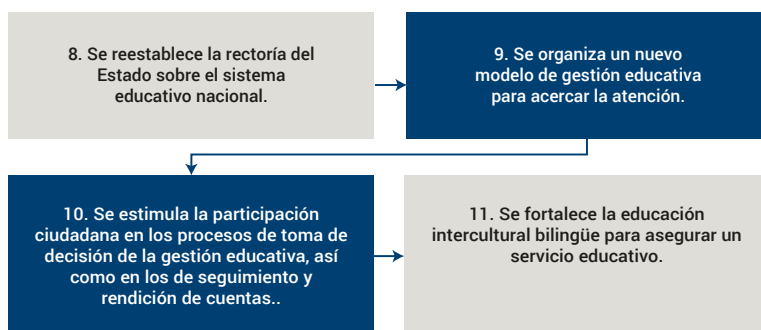 8. Se reestablece la rectoría del
Estado sobre el sistema
educativo nacional.
9. Se organiza un nuevo
modelo de gestión educativa
para acercar la atención.
10. Se estimula la participación
ciudadana en los procesos de toma de
decisión de la gestión educativa, así
como en los de seguimiento y
rendición de cuentas..
11. Se fortalece la educación
intercultural bilingüe para asegurar un
servicio educativo.